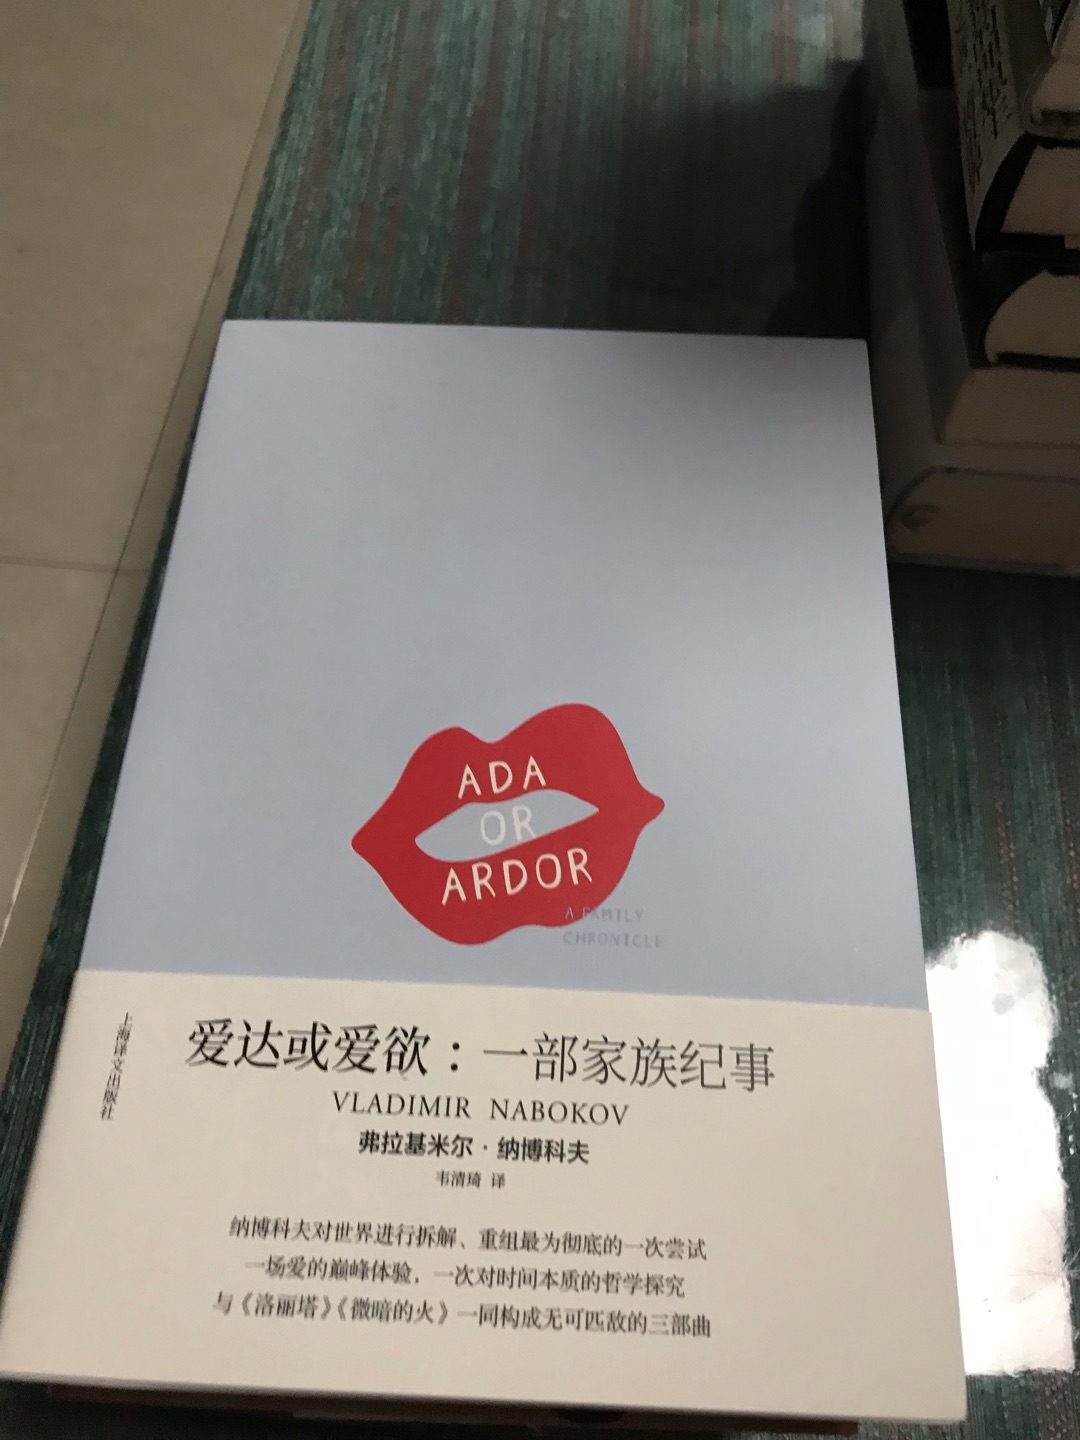 ADA
OR
ARDOR
A FAMILY
CHRONICLE
上海译文出版社
爱达或爱欲：一部家族纪事
VLADIMIR NABOKOV
弗拉基米尔·纳博科夫
韦清琦 译
纳博科夫对世界进行拆解、重组最为彻底的一次尝试
一场爱的巅峰体验，一次对时间本质的哲学探究
与《洛丽塔》《微暗的火》一同构成无可匹敌的三部曲